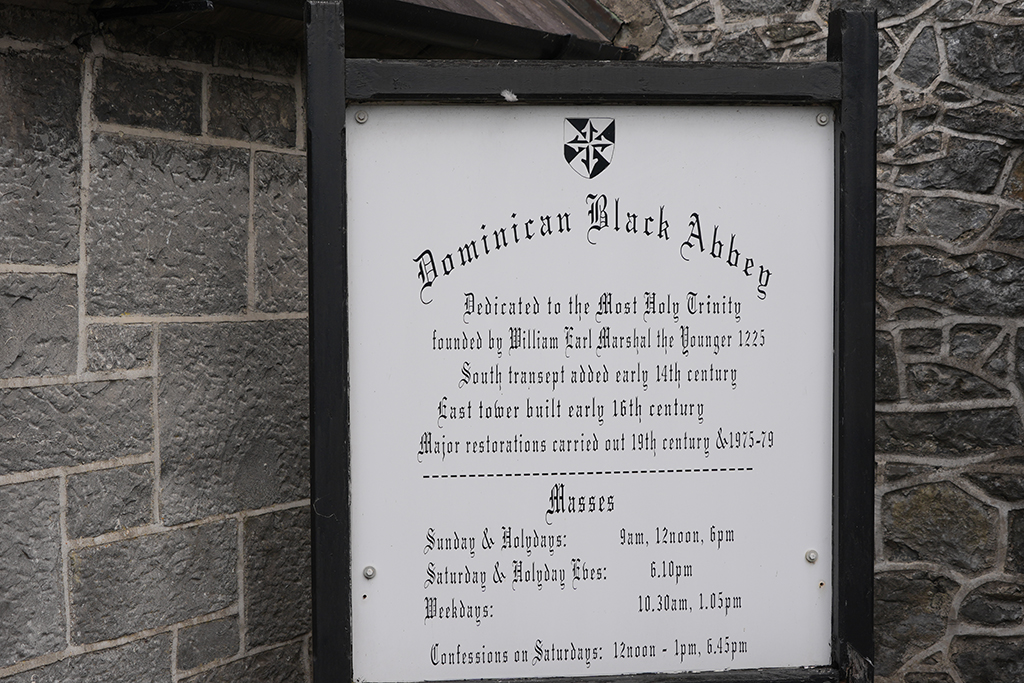 Dominican Black Abbey
Dedicated to the Most Holy Trinity
founded by William Earl Marshal the Younger 1225
South transept added early 14th century
East tower built early 16th century
Major restorations carried out 19th century &1975-79
Masses
Sunday & Holydays: 9am, 12noon, 6pm
Saturday & Holyday Eves: 6.10pm
Weekdays: 10.30am, 1.05pm
Confessions on Saturdays: 12noon - 1pm, 6.45pm